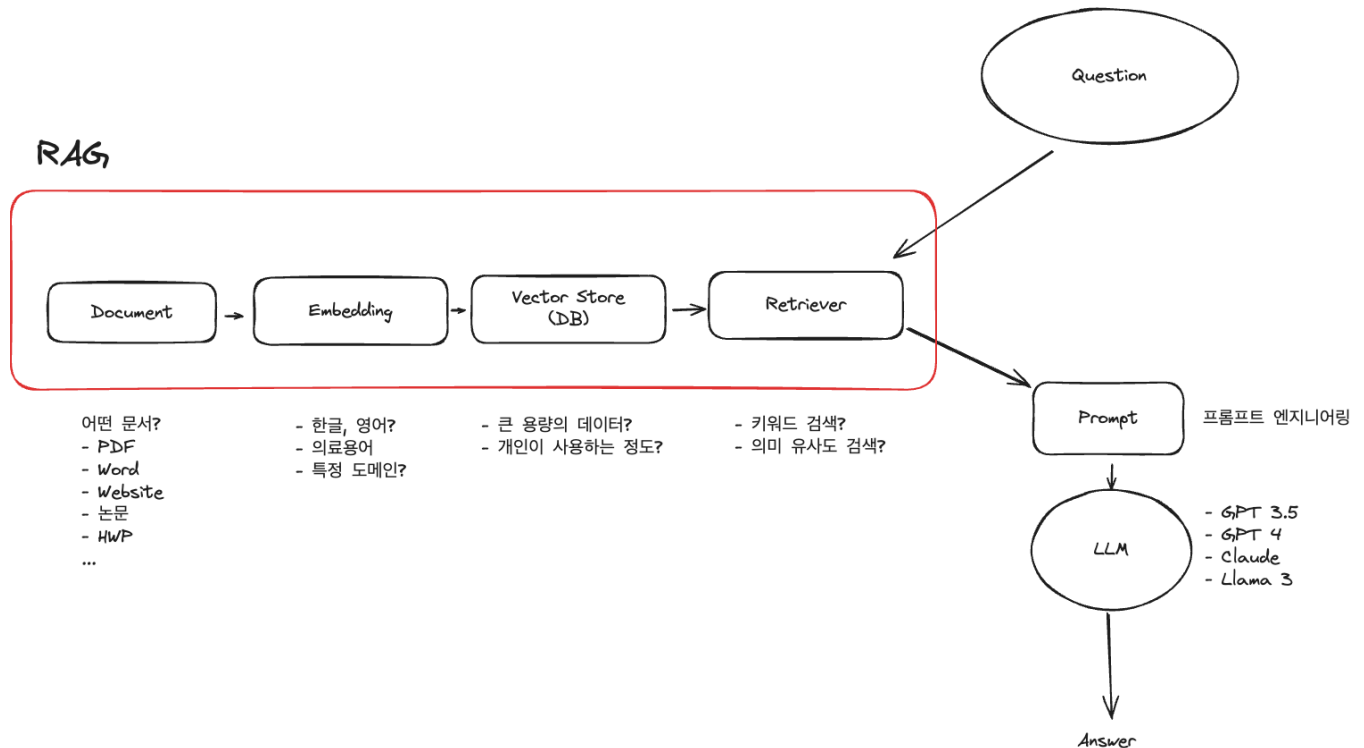 Question
RAG
Document
Embedding
Vector Store
(DB)
Retriever
어떤 문서?
- PDF
- Word
- Website
- 논문
- HWP
...
- 한글, 영어?
- 의료용어
- 특정 도메인?
- 큰 용량의 데이터?
- 개인이 사용하는 정도?
- 키워드 검색?
- 의미 유사도 검색?
Prompt
프롬프트 엔지니어링
LLM
- GPT 3.5
- GPT 4
- Claude
- Llama 3
Answer